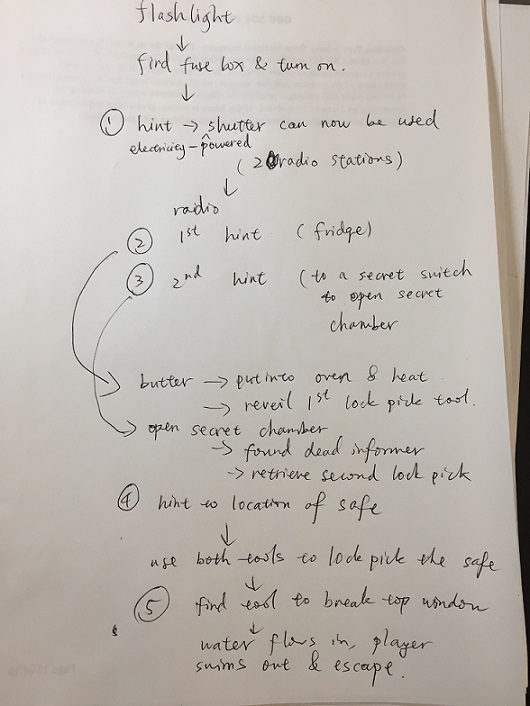 flashlight
↓
find fuse box & turn on.
↓
① hint → shutter can now be used
electricity-powered
(2 radio stations)
↓
radio
② 1st hint (fridge)
③ 2nd hint (to a secret switch
to open secret
chamber
butter → put into oven & heat
→ reveil 1st lock pick tool.
open secret chamber
→ found dead informer
→ retrieve second lock pick
④ hint to location of safe
↓
use both tools to lock pick the safe
↓
⑤ find tool to break top window
↓
water flows in, player
swims out & escape.